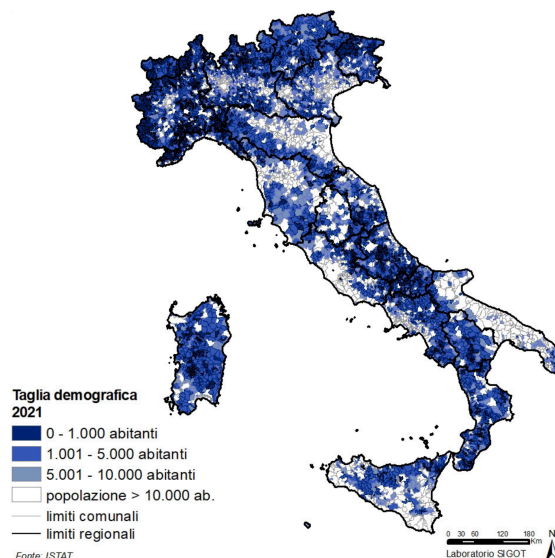 Taglia demografica
2021
0 - 1.000 abitanti
1.001 - 5.000 abitanti
5.001 - 10.000 abitanti
popolazione > 10.000 ab.
limiti comunali
limiti regionali
Fonte: ISTAT
0 30 60 120 180
Km
N
Laboratorio SIGOT